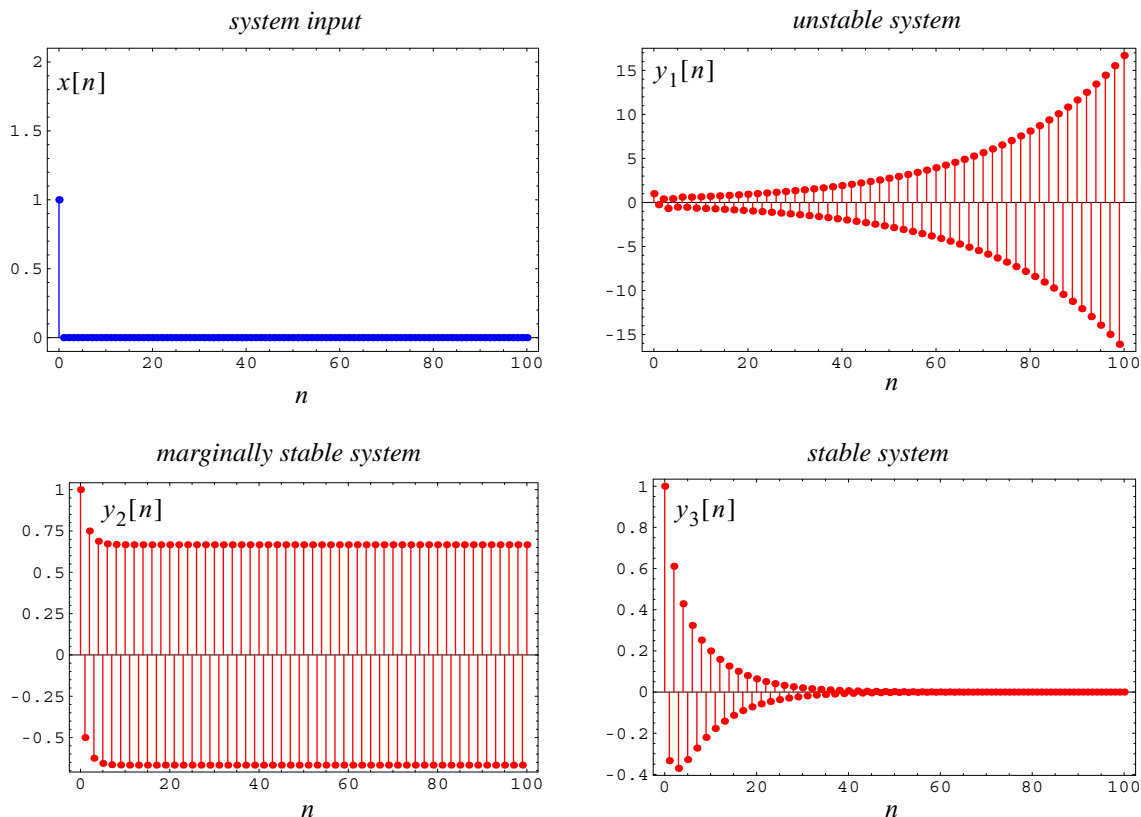 system input
x[n]
2
1.5
1
0.5
0
0 20 40 60 80 100
n
unstable system
y1[n]
15
10
5
0
-5
-10
-15
0 20 40 60 80 100
n
marginally stable system
y2[n]
1
0.75
0.5
0.25
0
-0.25
-0.5
0 20 40 60 80 100
n
stable system
y3[n]
1
0.8
0.6
0.4
0.2
0
-0.2
-0.4
0 20 40 60 80 100
n